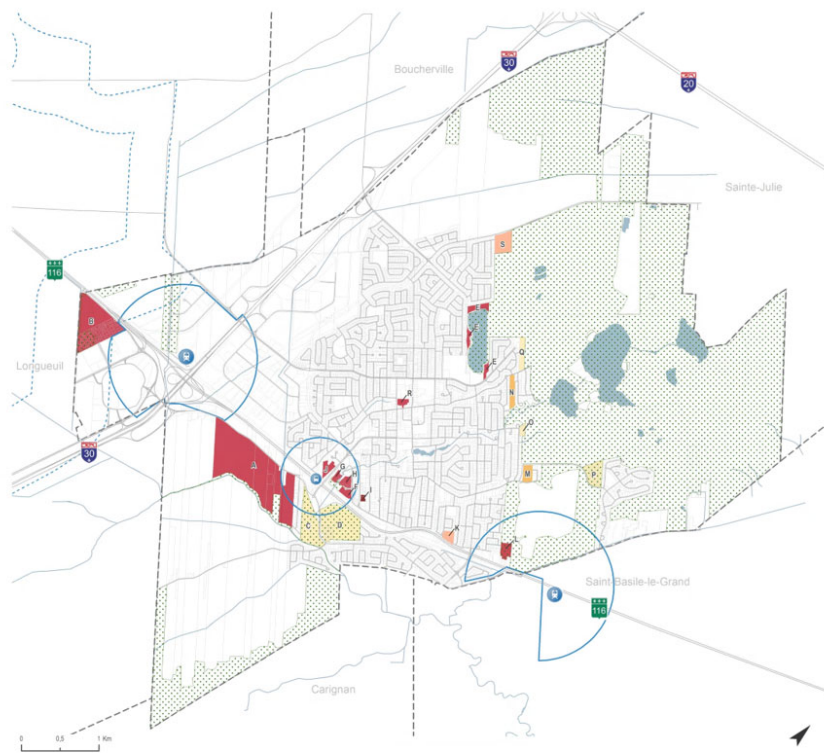 Boucherville
30
20
Sainte-Julie
S
116
B
E
Q
E
Longueuil
N
R
O
30
A
G
H
M
P
J
C
D
K
L
Saint-Basile-le-Grand
116
Carignan
0
0,5
1 Km